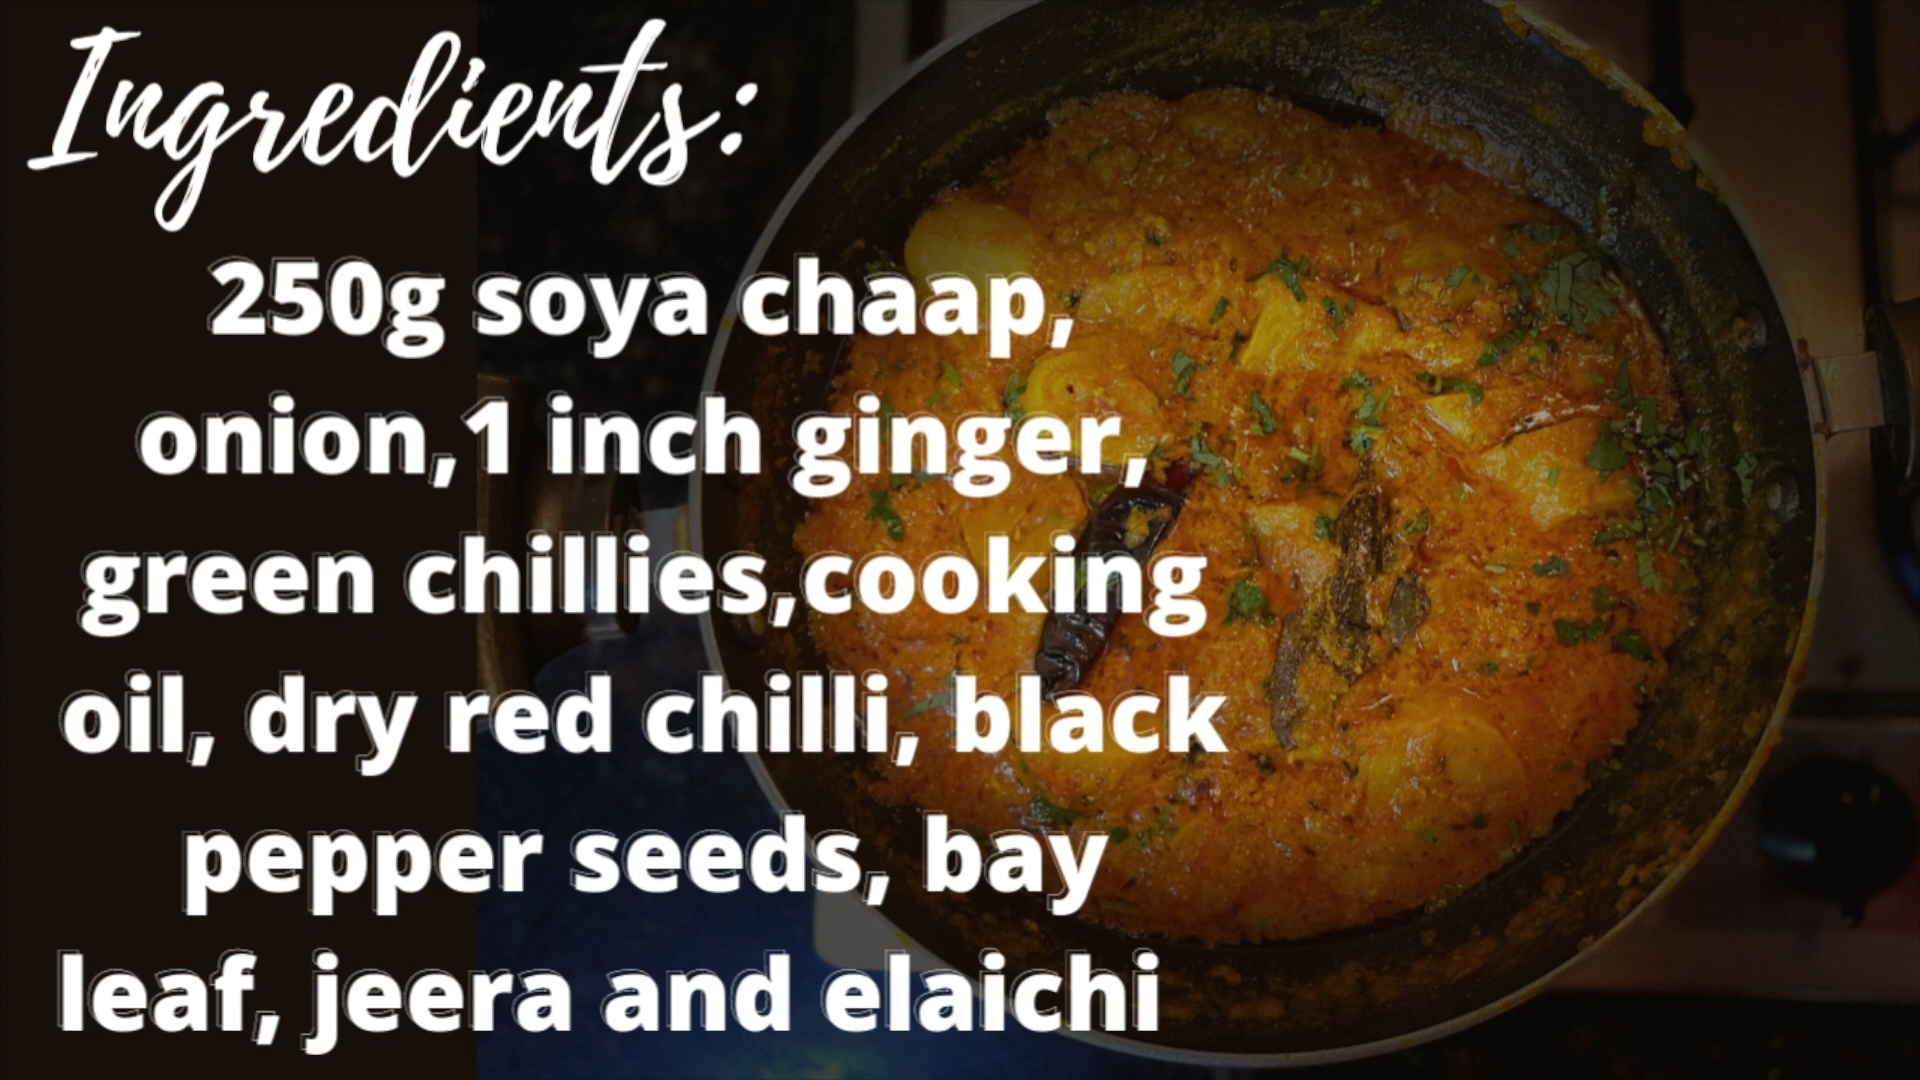 Ingredients:
250g soya chaap,
onion,1 inch ginger,
green chillies,cooking
oil, dry red chilli, black
pepper seeds, bay
leaf, jeera and elaichi